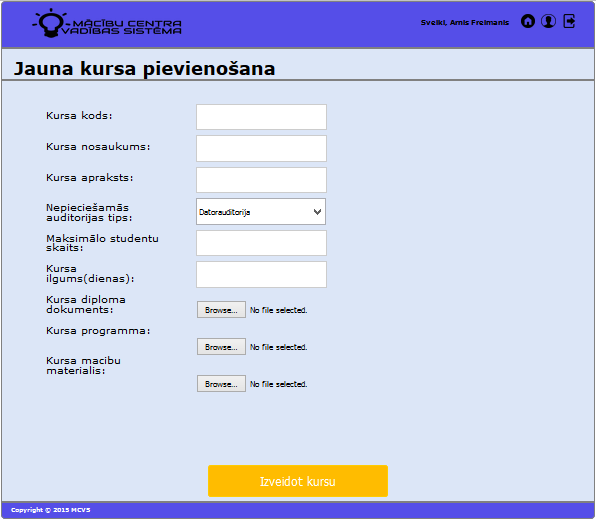 MĀCĪBU CENTRA
VADĪBAS SISTĒMA
Sveiki, Arnis Freimanis
Jauna kursa pievienošana
Kursa kods:
Kursa nosaukums:
Kursa apraksts:
Nepieciešamās
auditorijas tips:
Datorauditorija
Maksimālo studentu
skaits:
Kursa
ilgums(dienas):
Kursa diploma
dokuments:
Browse... No file selected.
Kursa programma:
Browse... No file selected.
Kursa macibu
materialis:
Browse... No file selected.
Izveidot kursu
Copyright © 2015 MCVS